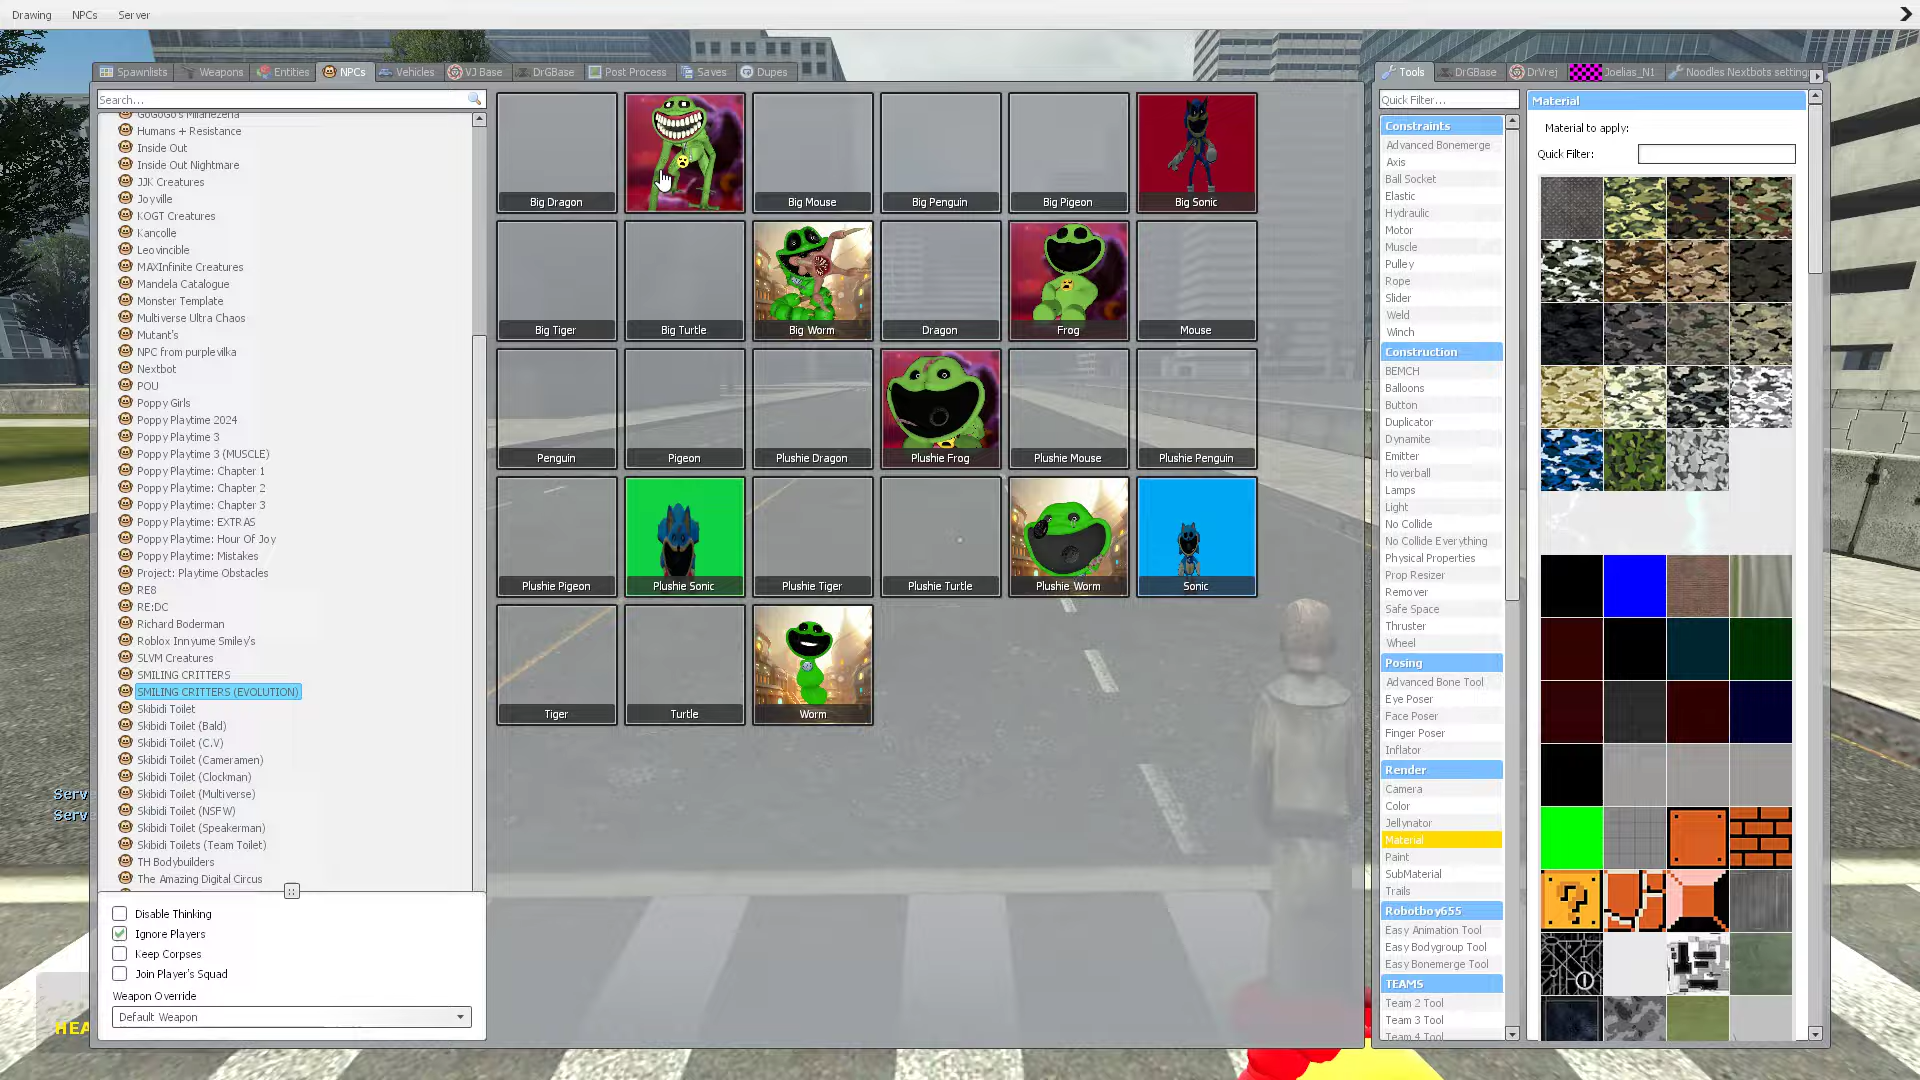 Drawing NPCs Server
Spawnlists Weapons Entities NPCs Vehicles VJ Base DrGBase Post Process Saves Dupes
Search...
GoGoGo's Milanezena
Humans + Resistance
Inside Out
Inside Out Nightmare
JJK Creatures
Joyville
KOGT Creatures
Kancolle
Leovincible
MAXInfinite Creatures
Mandela Catalogue
Monster Template
Multiverse Ultra Chaos
Mutant's
NPC from purplevilka
Nextbot
POU
Poppy Girls
Poppy Playtime 2024
Poppy Playtime 3
Poppy Playtime 3 (MUSCLE)
Poppy Playtime: Chapter 1
Poppy Playtime: Chapter 2
Poppy Playtime: Chapter 3
Poppy Playtime: EXTRAS
Poppy Playtime: Hour Of Joy
Poppy Playtime: Mistakes
Project: Playtime Obstacles
RE8
RE:DC
Richard Boderman
Roblox Innyume Smiley's
SLVM Creatures
SMILING CRITTERS
SMILING CRITTERS (EVOLUTION)
Skibidi Toilet
Skibidi Toilet (Bald)
Skibidi Toilet (C.V)
Skibidi Toilet (Cameramen)
Skibidi Toilet (Clockman)
Skibidi Toilet (Multiverse)
Skibidi Toilet (NSFW)
Skibidi Toilet (Speakerman)
Skibidi Toilets (Team Toilet)
TH Bodybuilders
The Amazing Digital Circus
Disable Thinking
Ignore Players
Keep Corpses
Join Player's Squad
Weapon Override
Default Weapon
Serv
Serv
HEA
Big Dragon
Big Mouse
Big Penguin
Big Pigeon
Big Sonic
Big Tiger
Big Turtle
Big Worm
Dragon
Frog
Mouse
Penguin
Pigeon
Plushie Dragon
Plushie Frog
Plushie Mouse
Plushie Penguin
Plushie Pigeon
Plushie Sonic
Plushie Tiger
Plushie Turtle
Plushie Worm
Sonic
Tiger
Turtle
Worm
Tools DrGBase DrVrej Joelias_N1 Noodles Nextbots setting
Quick Filter...
Constraints
Advanced Bonemerge
Axis
Ball Socket
Elastic
Hydraulic
Motor
Muscle
Pulley
Rope
Slider
Weld
Winch
Construction
BEMCH
Balloons
Button
Duplicator
Dynamite
Emitter
Hoverball
Lamps
Light
No Collide
No Collide Everything
Physical Properties
Prop Resizer
Remover
Safe Space
Thruster
Wheel
Posing
Advanced Bone Tool
Eye Poser
Face Poser
Finger Poser
Inflator
Render
Camera
Color
Jellynator
Material
Paint
SubMaterial
Trails
Robotboy655
Easy Animation Tool
Easy Bodygroup Tool
Easy Bonemerge Tool
TEAMS
Team 2 Tool
Team 3 Tool
Team 4 Tool
Material
Material to apply:
Quick Filter: